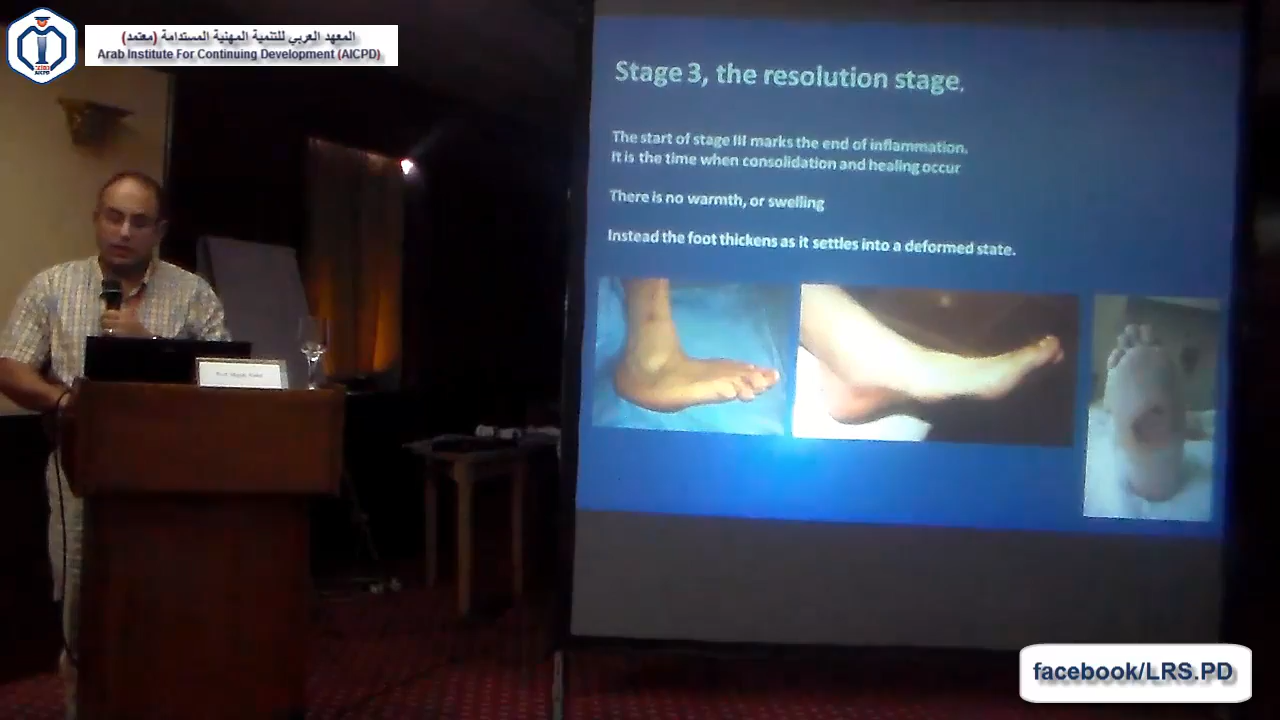 المعهد العربي للتنمية المهنية المستدامة (معتمد)
Arab Institute For Continuing Development (AICPD)
AICPD
Stage 3, the resolution stage.
The start of stage III marks the end of inflammation.
It is the time when consolidation and healing occur
There is no warmth, or swelling
Instead the foot thickens as it settles into a deformed state.
facebook/LRS.PD